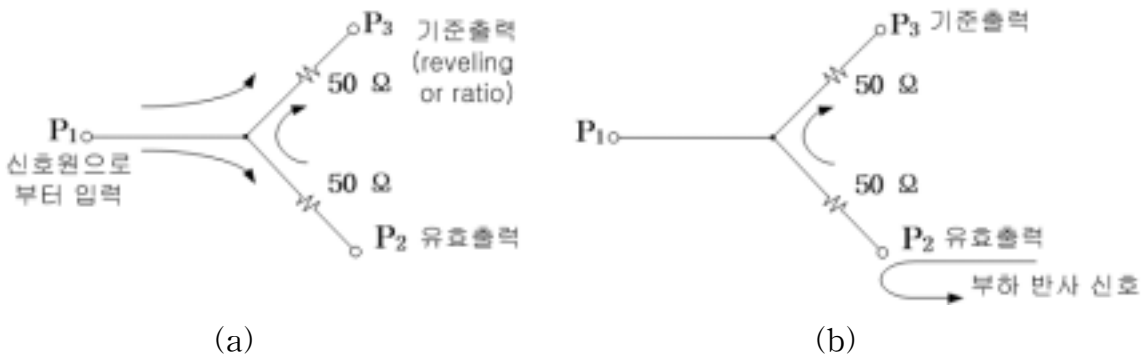 P₃ 기준출력
(reveling
or ratio)
50 Ω
P₁
신호원으로
부터 입력
50 Ω
P₂ 유효출력
(a)
P₃ 기준출력
50 Ω
P₁
50 Ω
P₂ 유효출력
부하 반사 신호
(b)